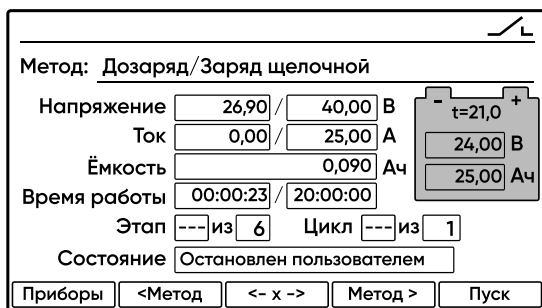 Метод: Дозаряд/Заряд щелочной
Напряжение 26,90 / 40,00 В
Ток 0,00 / 25,00 А
Ёмкость 0,090 Ач
Время работы 00:00:23 / 20:00:00
Этап --- из 6 Цикл --- из 1
Состояние Остановлен пользователем
- +
t=21,0
24,00 В
25,00 Ач
Приборы <Метод <- x -> Метод > Пуск